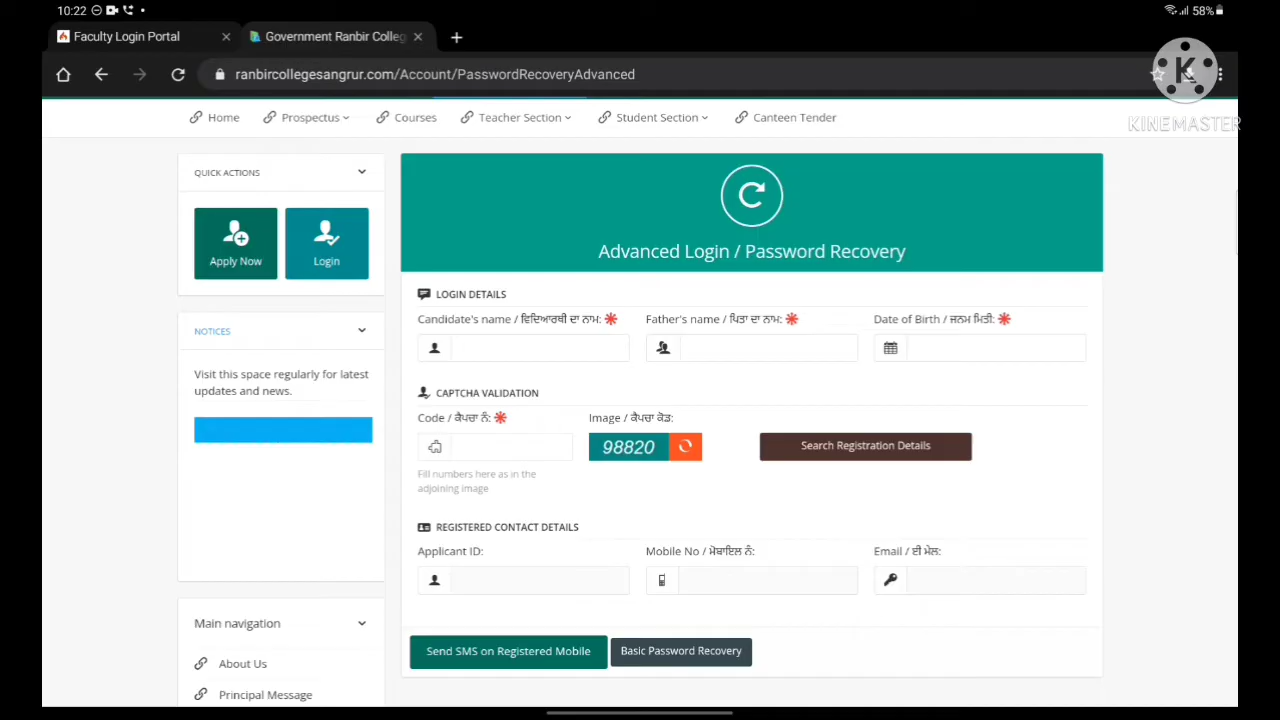 10:22
58%
Faculty Login Portal
Government Ranbir Colleg
ranbircollegesangrur.com/Account/PasswordRecoveryAdvanced
K
KINEMASTER
Home
Prospectus
Courses
Teacher Section
Student Section
Canteen Tender
QUICK ACTIONS
Apply Now
Login
NOTICES
Visit this space regularly for latest
updates and news.
Main navigation
About Us
Principal Message
Advanced Login / Password Recovery
LOGIN DETAILS
Candidate's name / ਵਿਦਿਆਰਥੀ ਦਾ ਨਾਮ:
Father's name / ਪਿਤਾ ਦਾ ਨਾਮ:
Date of Birth / ਜਨਮ ਮਿਤੀ:
CAPTCHA VALIDATION
Code / ਕੈਪਚਾ ਨੰ:
Image / ਕੈਪਚਾ ਕੋਡ:
98820
Search Registration Details
Fill numbers here as in the
adjoining image
REGISTERED CONTACT DETAILS
Applicant ID:
Mobile No / ਮੋਬਾਇਲ ਨੰ:
Email / ਈ ਮੇਲ:
Send SMS on Registered Mobile
Basic Password Recovery